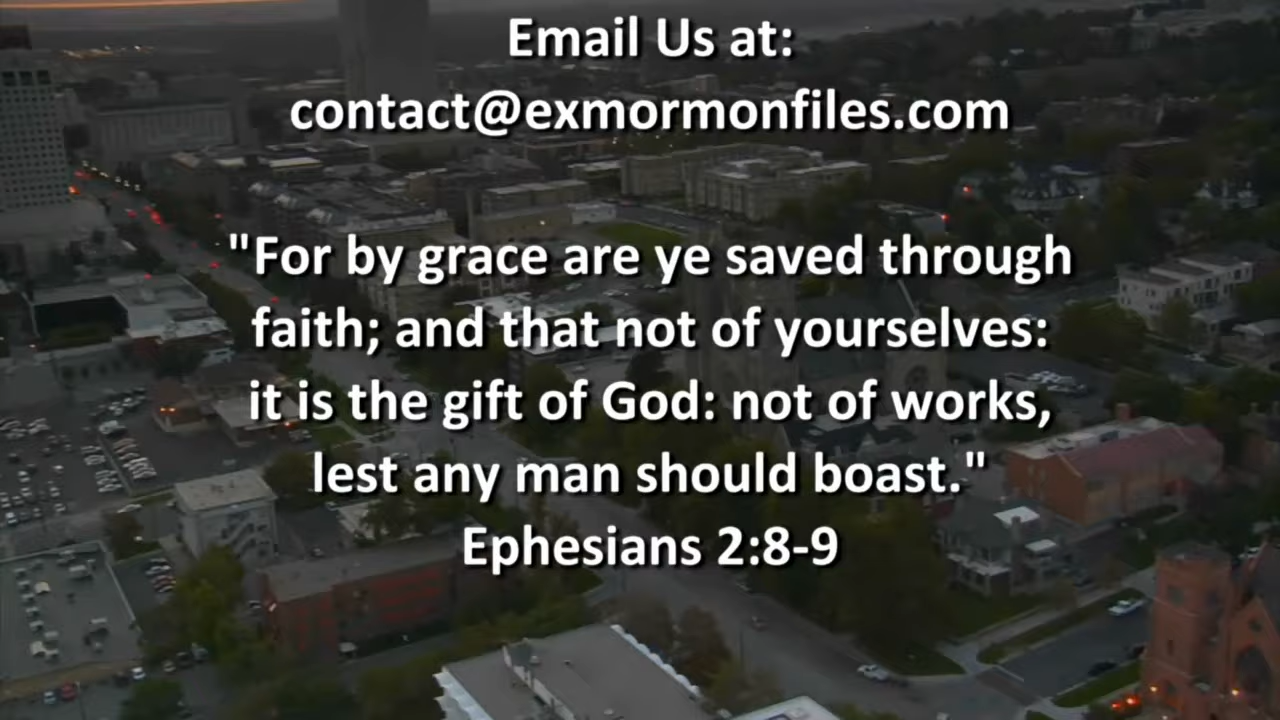 Email Us at:
contact@exmormonfiles.com
"For by grace are ye saved through
faith; and that not of yourselves:
it is the gift of God: not of works,
lest any man should boast."
Ephesians 2:8-9